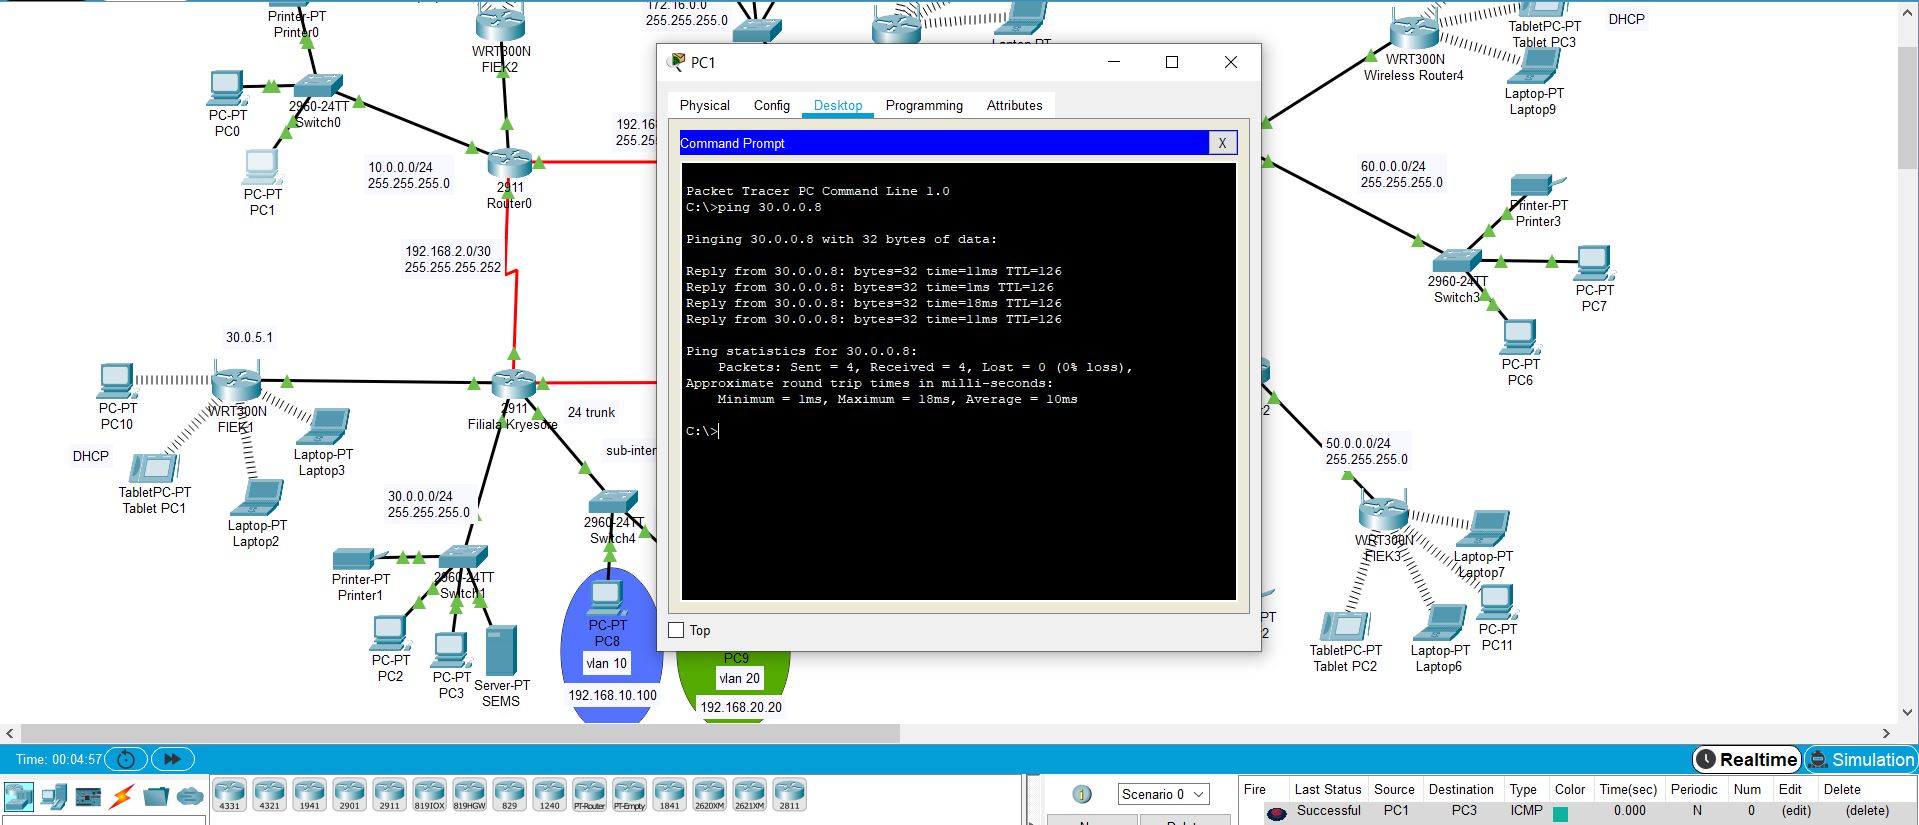 Printer-PT
Printer0
WRT300N
FIEK2
172.16.0.0
255.255.255.0
TabletPC-PT
Tablet PC3
DHCP
WRT300N
Wireless Router4
Laptop-PT
Laptop9
PC-PT
PC0
2960-24TT
Switch0
PC-PT
PC1
10.0.0.0/24
255.255.255.0
2911
Router0
192.168.2.0/30
255.255.255.252
60.0.0.0/24
255.255.255.0
Printer-PT
Printer3
2960-24TT
Switch3
PC-PT
PC7
PC-PT
PC6
PC1
Physical Config Desktop Programming Attributes
Command Prompt X
Packet Tracer PC Command Line 1.0
C:\>ping 30.0.0.8
Pinging 30.0.0.8 with 32 bytes of data:
Reply from 30.0.0.8: bytes=32 time=11ms TTL=126
Reply from 30.0.0.8: bytes=32 time=1ms TTL=126
Reply from 30.0.0.8: bytes=32 time=18ms TTL=126
Reply from 30.0.0.8: bytes=32 time=11ms TTL=126
Ping statistics for 30.0.0.8:
Packets: Sent = 4, Received = 4, Lost = 0 (0% loss),
Approximate round trip times in milli-seconds:
Minimum = 1ms, Maximum = 18ms, Average = 10ms
C:\>
Top
30.0.5.1
PC-PT
PC10
WRT300N
FIEK1
DHCP
TabletPC-PT
Tablet PC1
Laptop-PT
Laptop3
Laptop-PT
Laptop2
2911
Filiala Kryesore
24 trunk
sub-inter
30.0.0.0/24
255.255.255.0
2960-24TT
Switch4
Printer-PT
Printer1
2960-24TT
Switch1
PC-PT
PC2
PC-PT
PC3
Server-PT
SEMS
PC-PT
PC8
vlan 10
192.168.10.100
PC9
vlan 20
192.168.20.20
50.0.0.0/24
255.255.255.0
WRT300N
FIEK3
Laptop-PT
Laptop7
TabletPC-PT
Tablet PC2
Laptop-PT
Laptop6
PC-PT
PC11
Time: 00:04:57
Realtime Simulation
4331 4321 1941 2901 2911 819IOX 819HGW 829 1240 PT-Router PT-Empty 1841 2620XM 2621XM 2811
Scenario 0
Fire Last Status Source Destination Type Color Time(sec) Periodic Num Edit Delete
Successful PC1 PC3 ICMP 0.000 N 0 (edit) (delete)